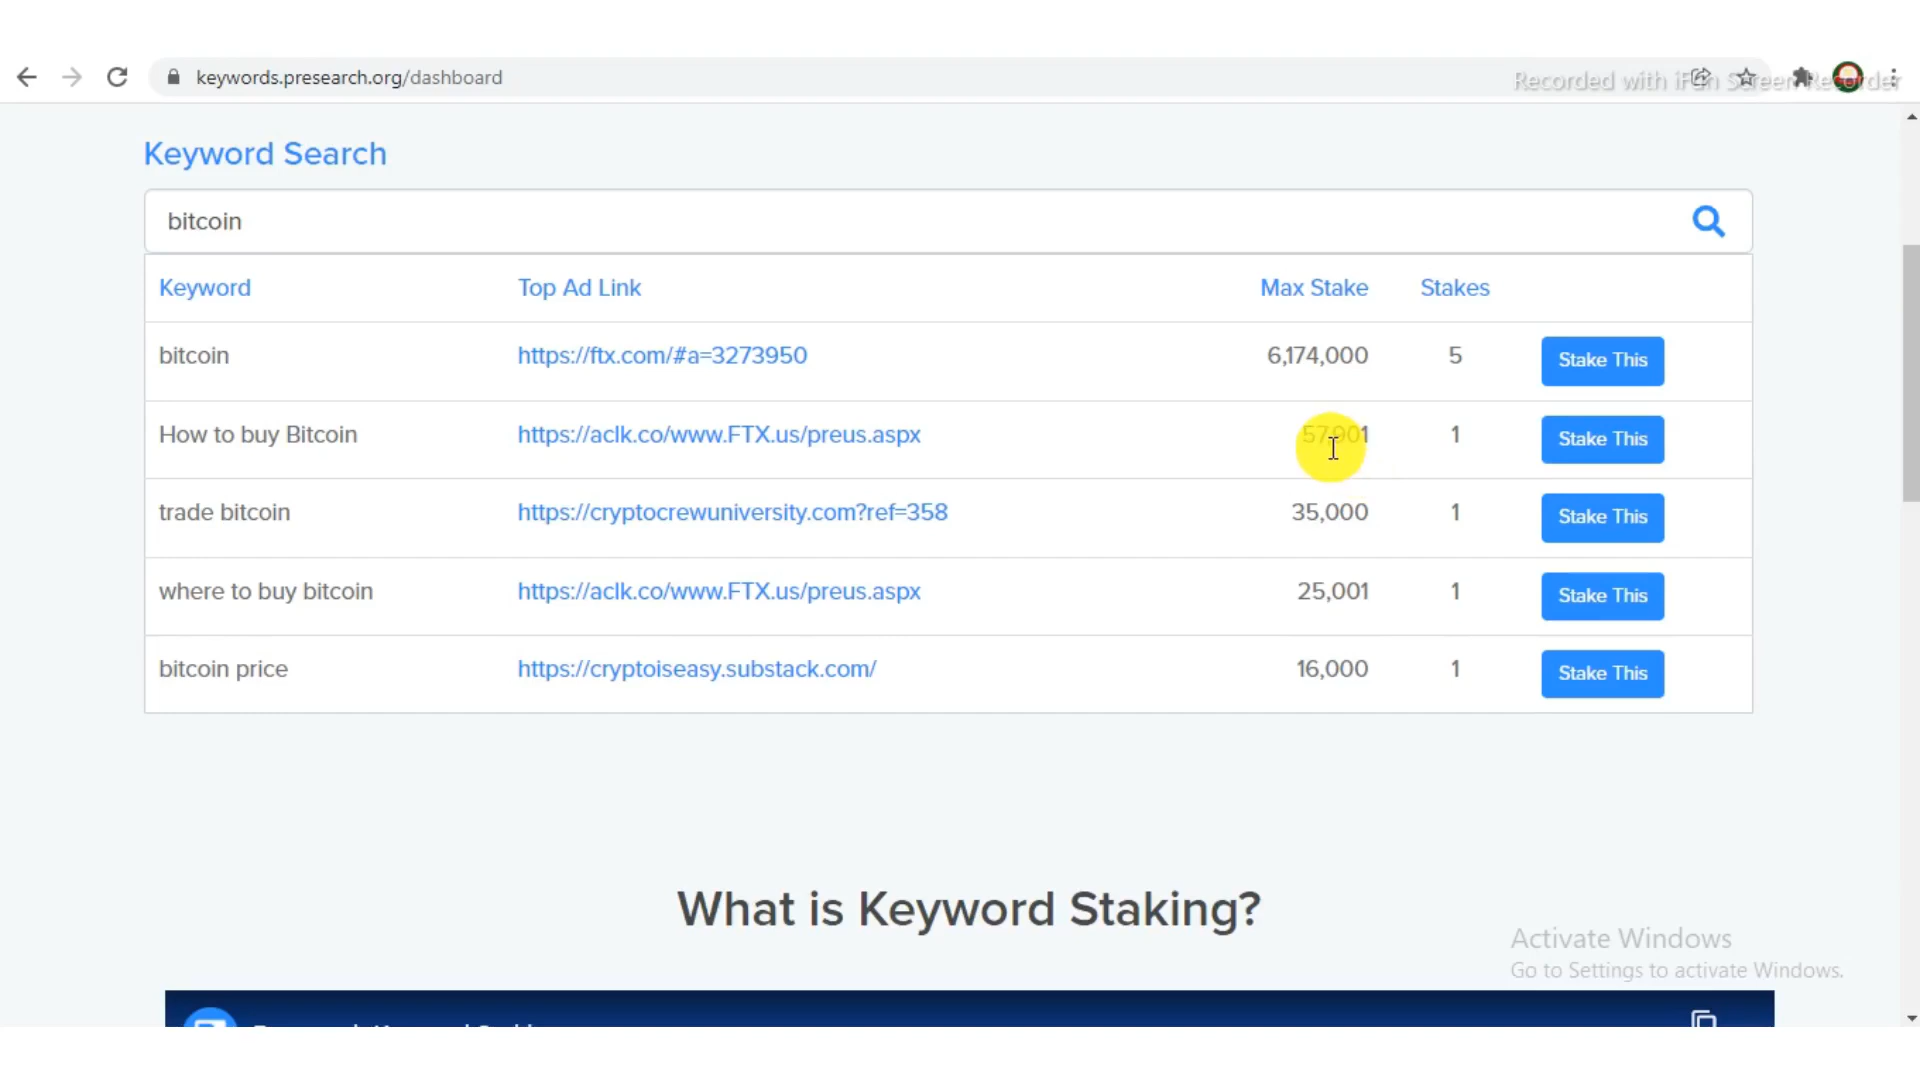 keywords.presearch.org/dashboard
Recorded with iFun Screen Recorder
Keyword Search
bitcoin
Keyword Top Ad Link Max Stake Stakes
bitcoin https://ftx.com/#a=3273950 6,174,000 5 Stake This
How to buy Bitcoin https://aclk.co/www.FTX.us/preus.aspx 57,901 1 Stake This
trade bitcoin https://cryptocrewuniversity.com?ref=358 35,000 1 Stake This
where to buy bitcoin https://aclk.co/www.FTX.us/preus.aspx 25,001 1 Stake This
bitcoin price https://cryptoiseasy.substack.com/ 16,000 1 Stake This
What is Keyword Staking?
Activate Windows
Go to Settings to activate Windows.